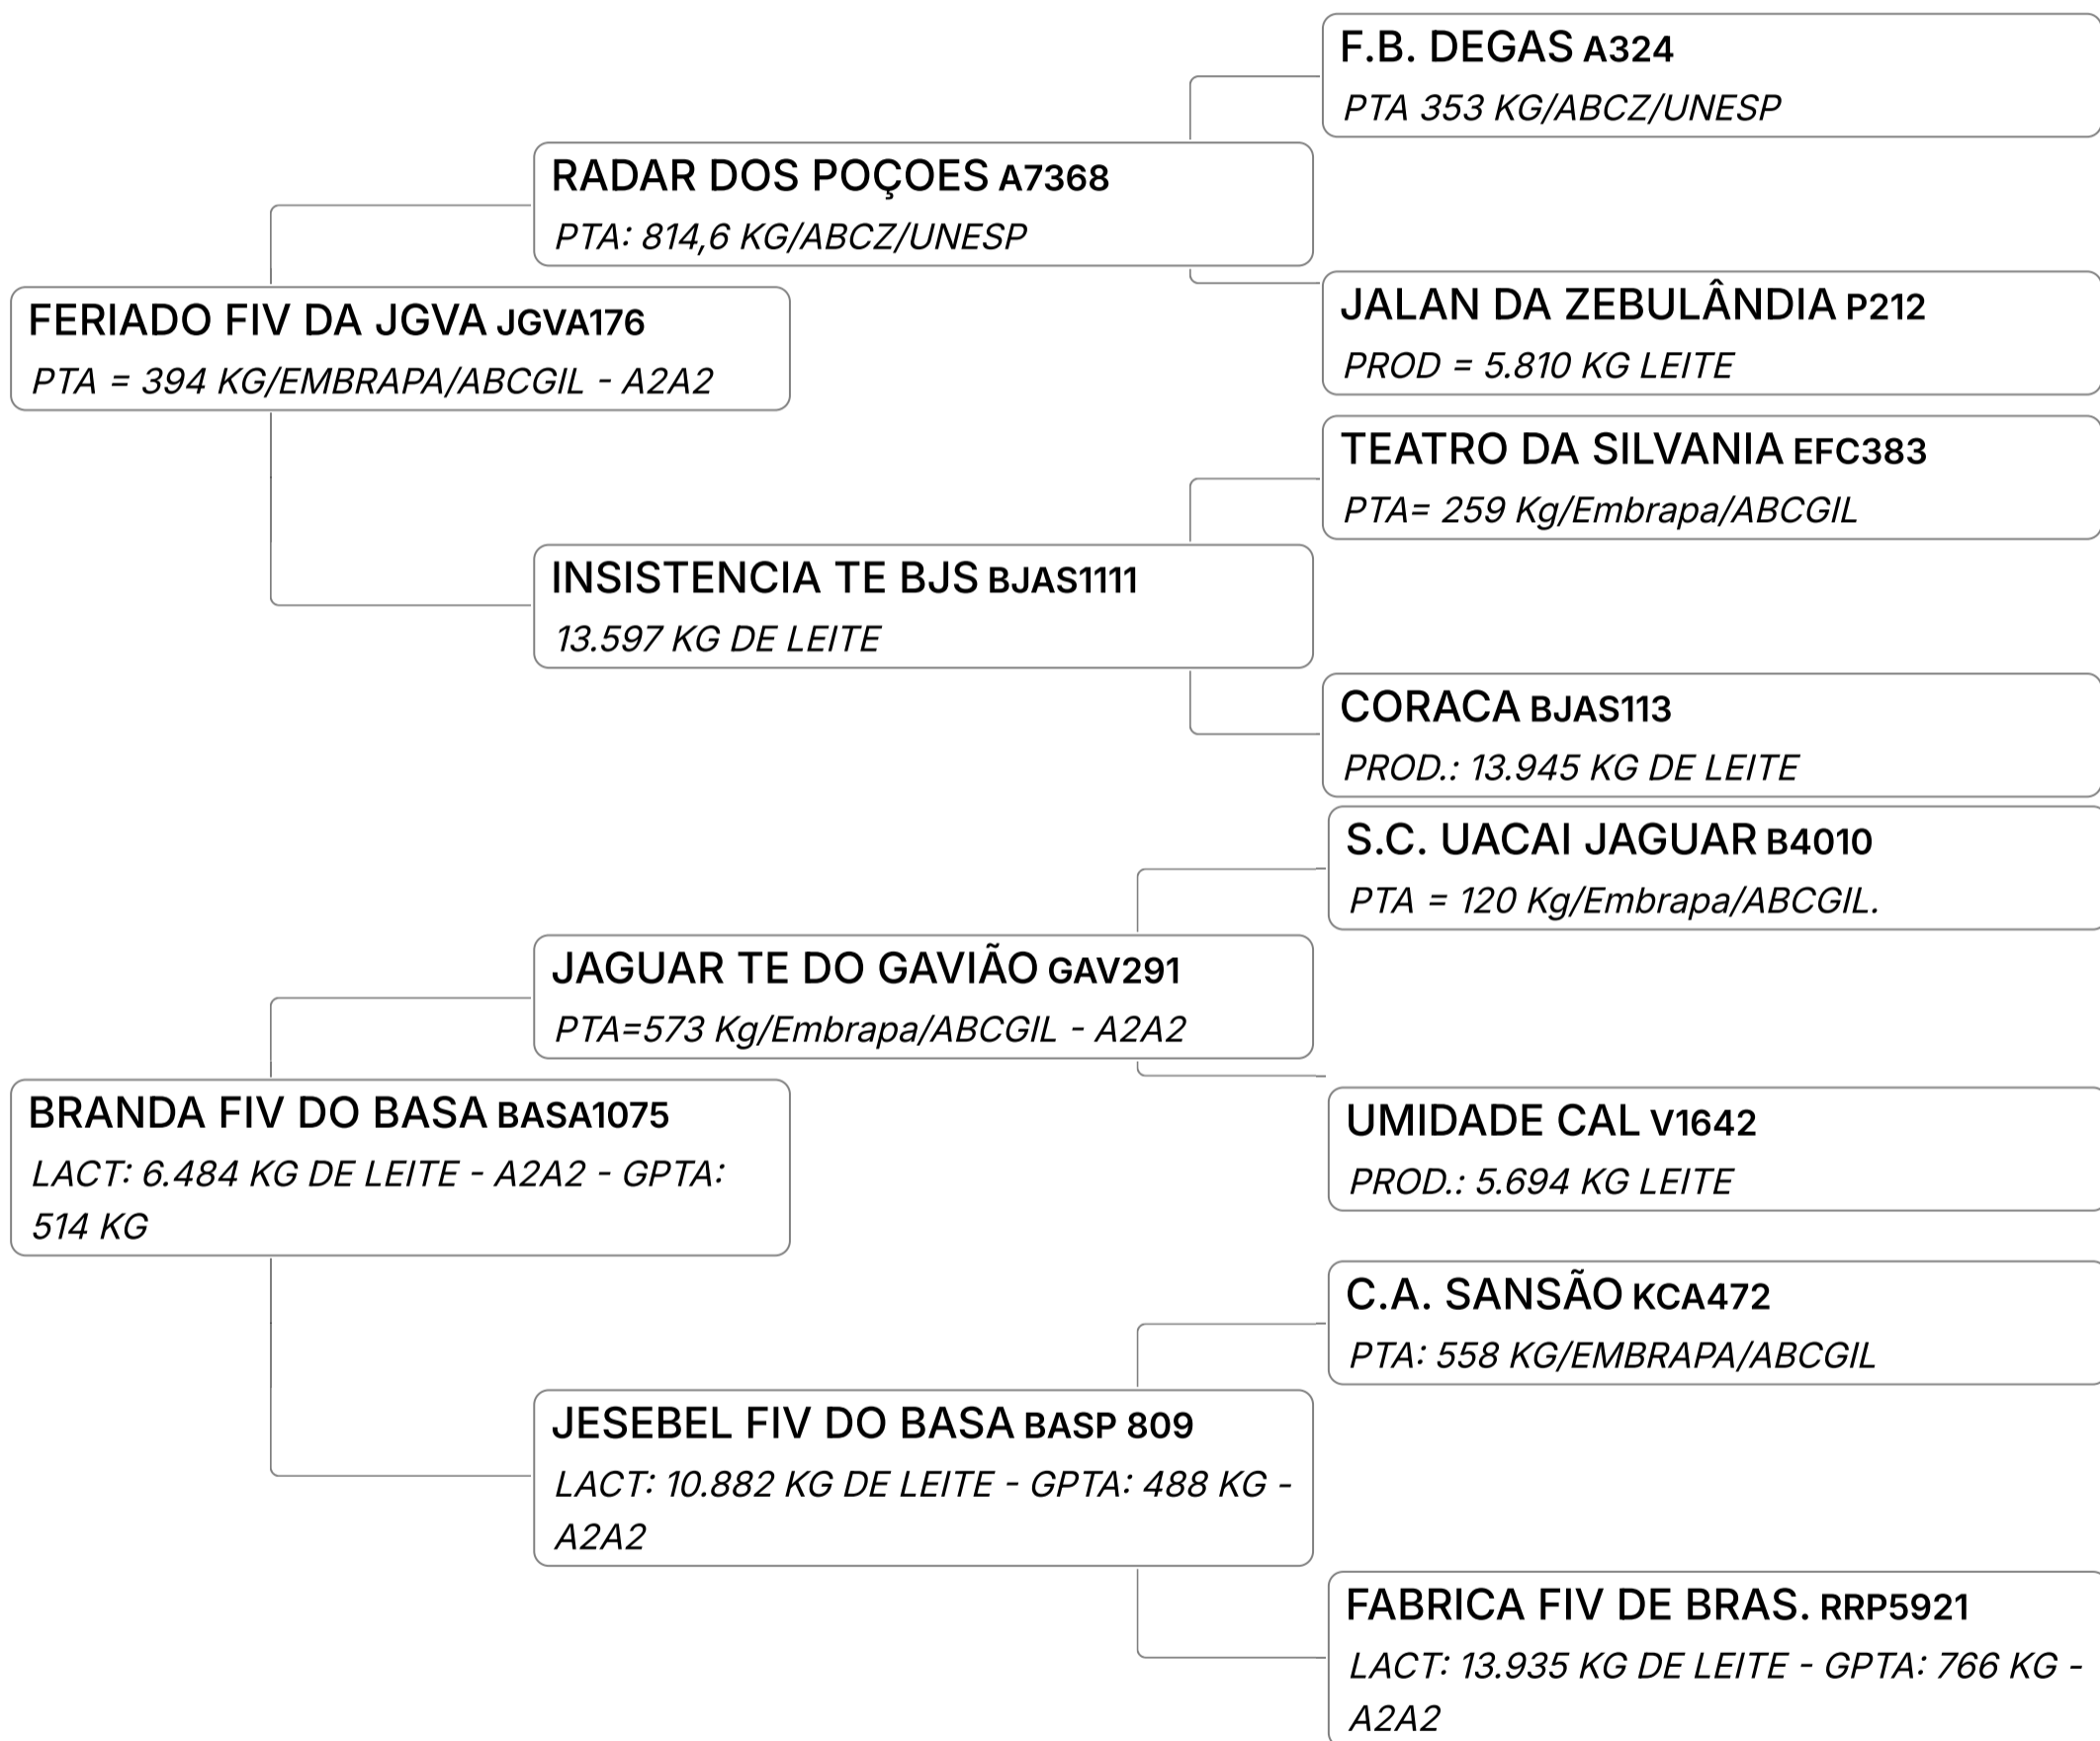 F.B. DEGAS A324
PTA 353 KG/ABCZ/UNESP
RADAR DOS POÇOES A7368
PTA: 814,6 KG/ABCZ/UNESP
JALAN DA ZEBULÂNDIA P212
PROD = 5.810 KG LEITE
FERIADO FIV DA JGVA JGVA176
PTA = 394 KG/EMBRAPA/ABCGIL - A2A2
TEATRO DA SILVANIA EFC383
PTA= 259 Kg/Embrapa/ABCGIL
INSISTENCIA TE BJS BJAS1111
13.597 KG DE LEITE
CORACA BJAS113
PROD.: 13.945 KG DE LEITE
S.C. UACAI JAGUAR B4010
PTA = 120 Kg/Embrapa/ABCGIL.
JAGUAR TE DO GAVIÃO GAV291
PTA=573 Kg/Embrapa/ABCGIL - A2A2
UMIDADE CAL V1642
PROD.: 5.694 KG LEITE
BRANDA FIV DO BASA BASA1075
LACT: 6.484 KG DE LEITE - A2A2 - GPTA:
514 KG
C.A. SANSÃO KCA472
PTA: 558 KG/EMBRAPA/ABCGIL
JESEBEL FIV DO BASA BASP 809
LACT: 10.882 KG DE LEITE - GPTA: 488 KG -
A2A2
FABRICA FIV DE BRAS. RRP5921
LACT: 13.935 KG DE LEITE - GPTA: 766 KG -
A2A2